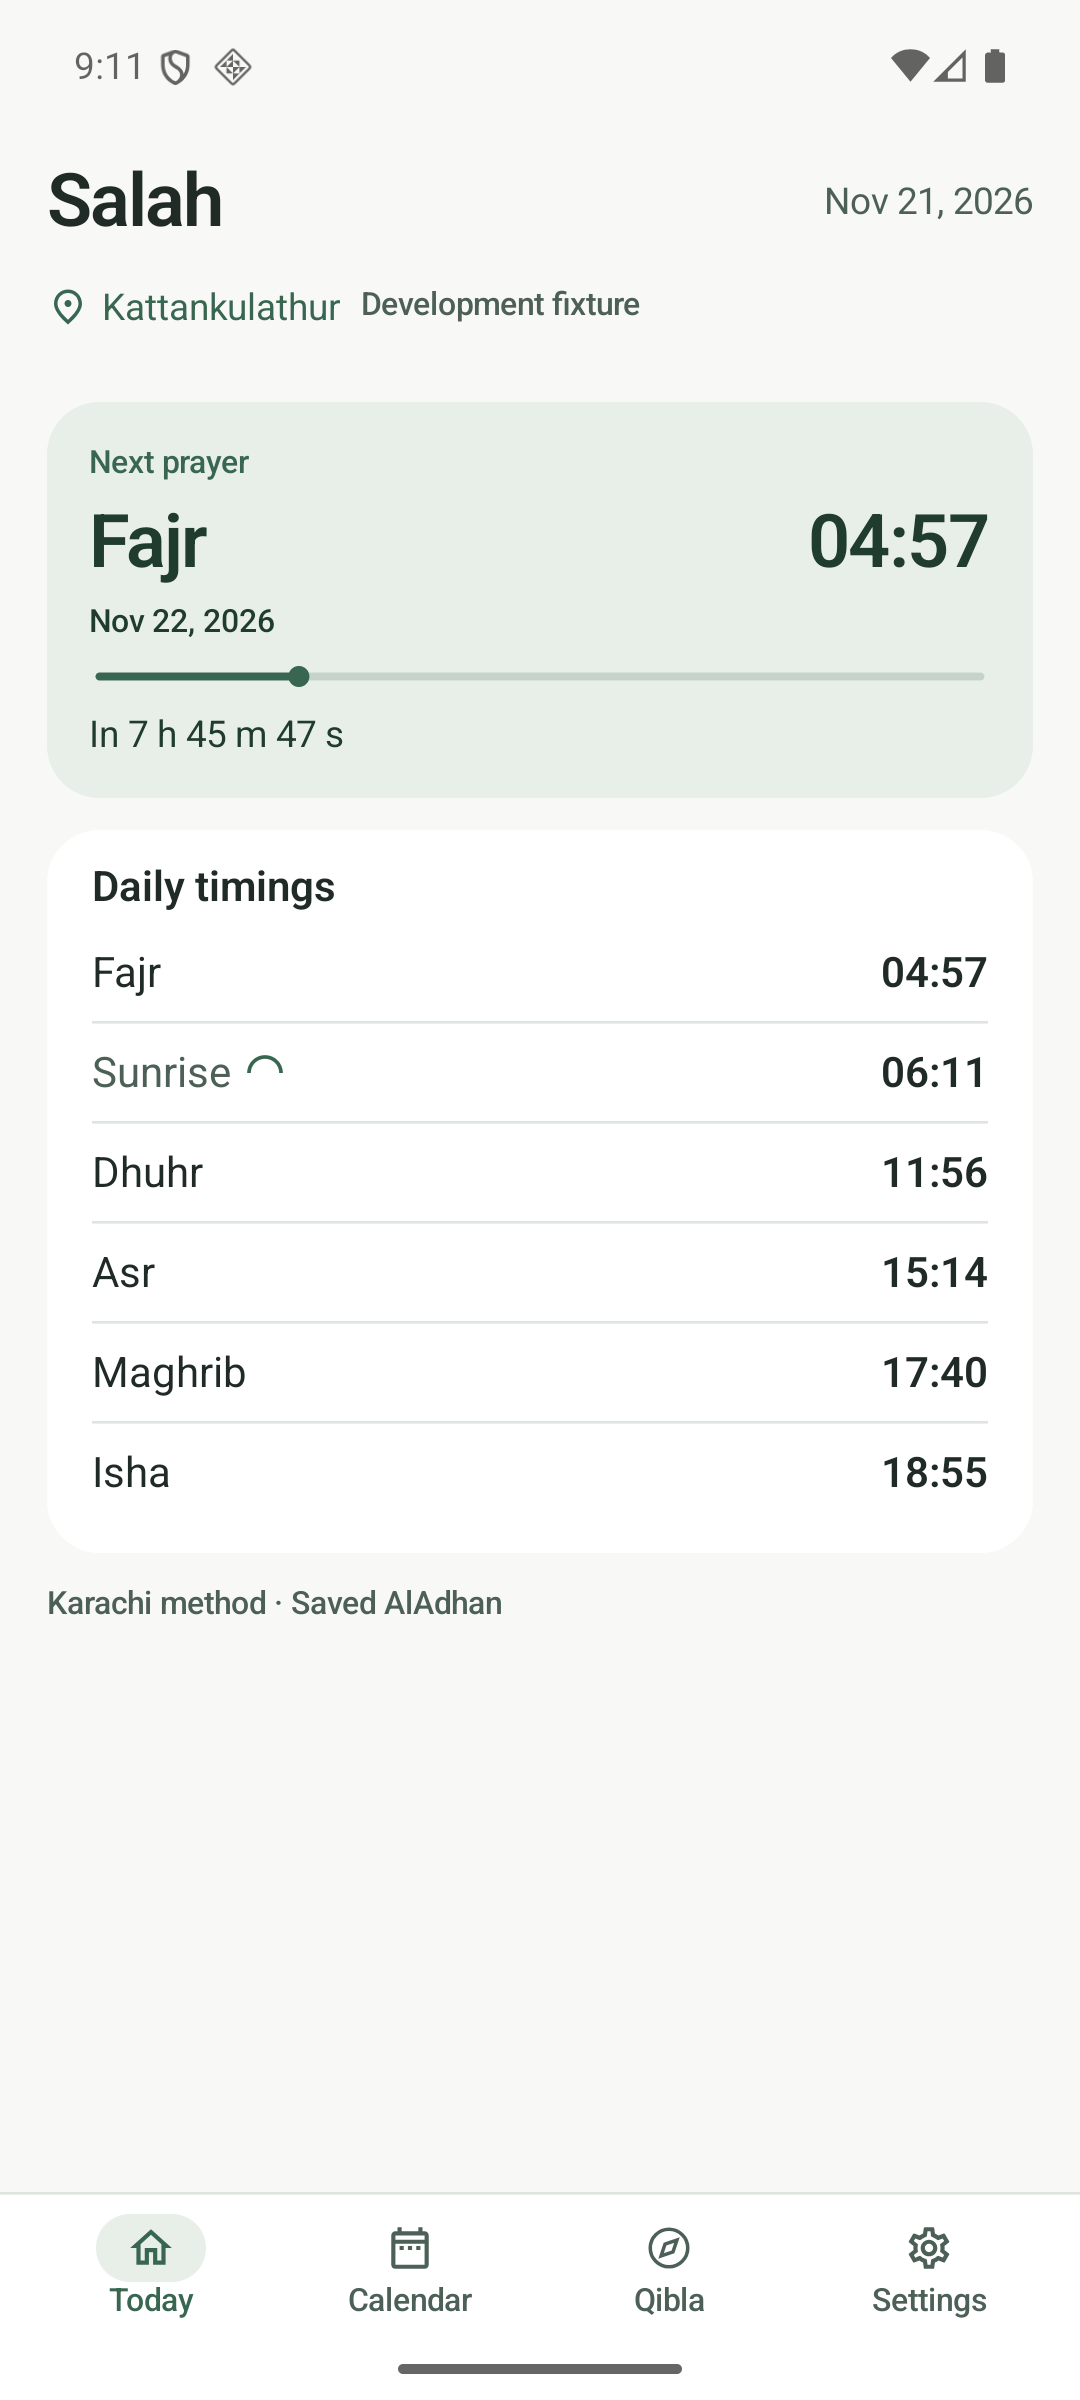 9:11
Salah
Nov 21, 2026
Kattankulathur Development fixture
Next prayer
Fajr 04:57
Nov 22, 2026
In 7 h 45 m 47 s
Daily timings
Fajr 04:57
Sunrise 06:11
Dhuhr 11:56
Asr 15:14
Maghrib 17:40
Isha 18:55
Karachi method · Saved AlAdhan
Today Calendar Qibla Settings